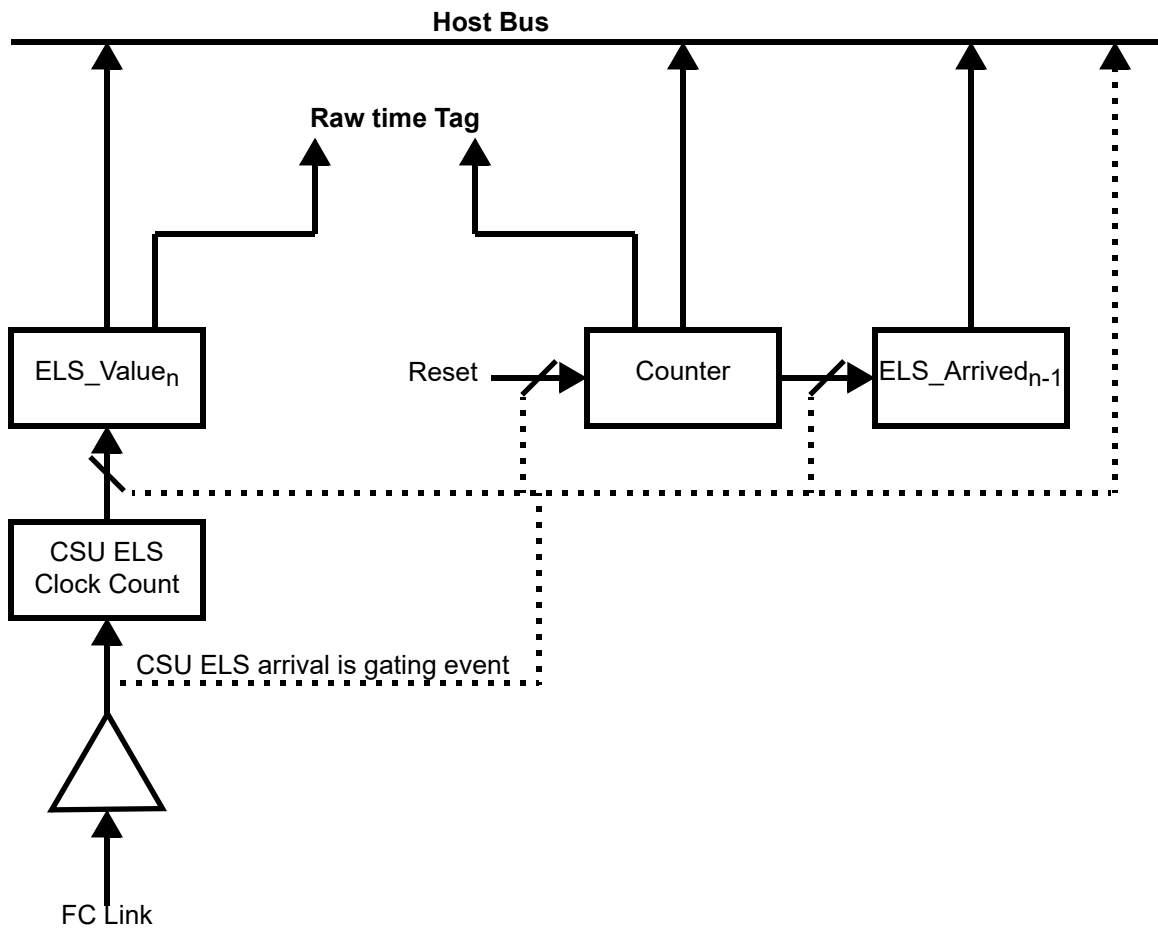 Host Bus
Raw time Tag
ELS_Valueₙ
Reset
Counter
ELS_Arrivedₙ₋₁
CSU ELS
Clock Count
CSU ELS arrival is gating event
FC Link